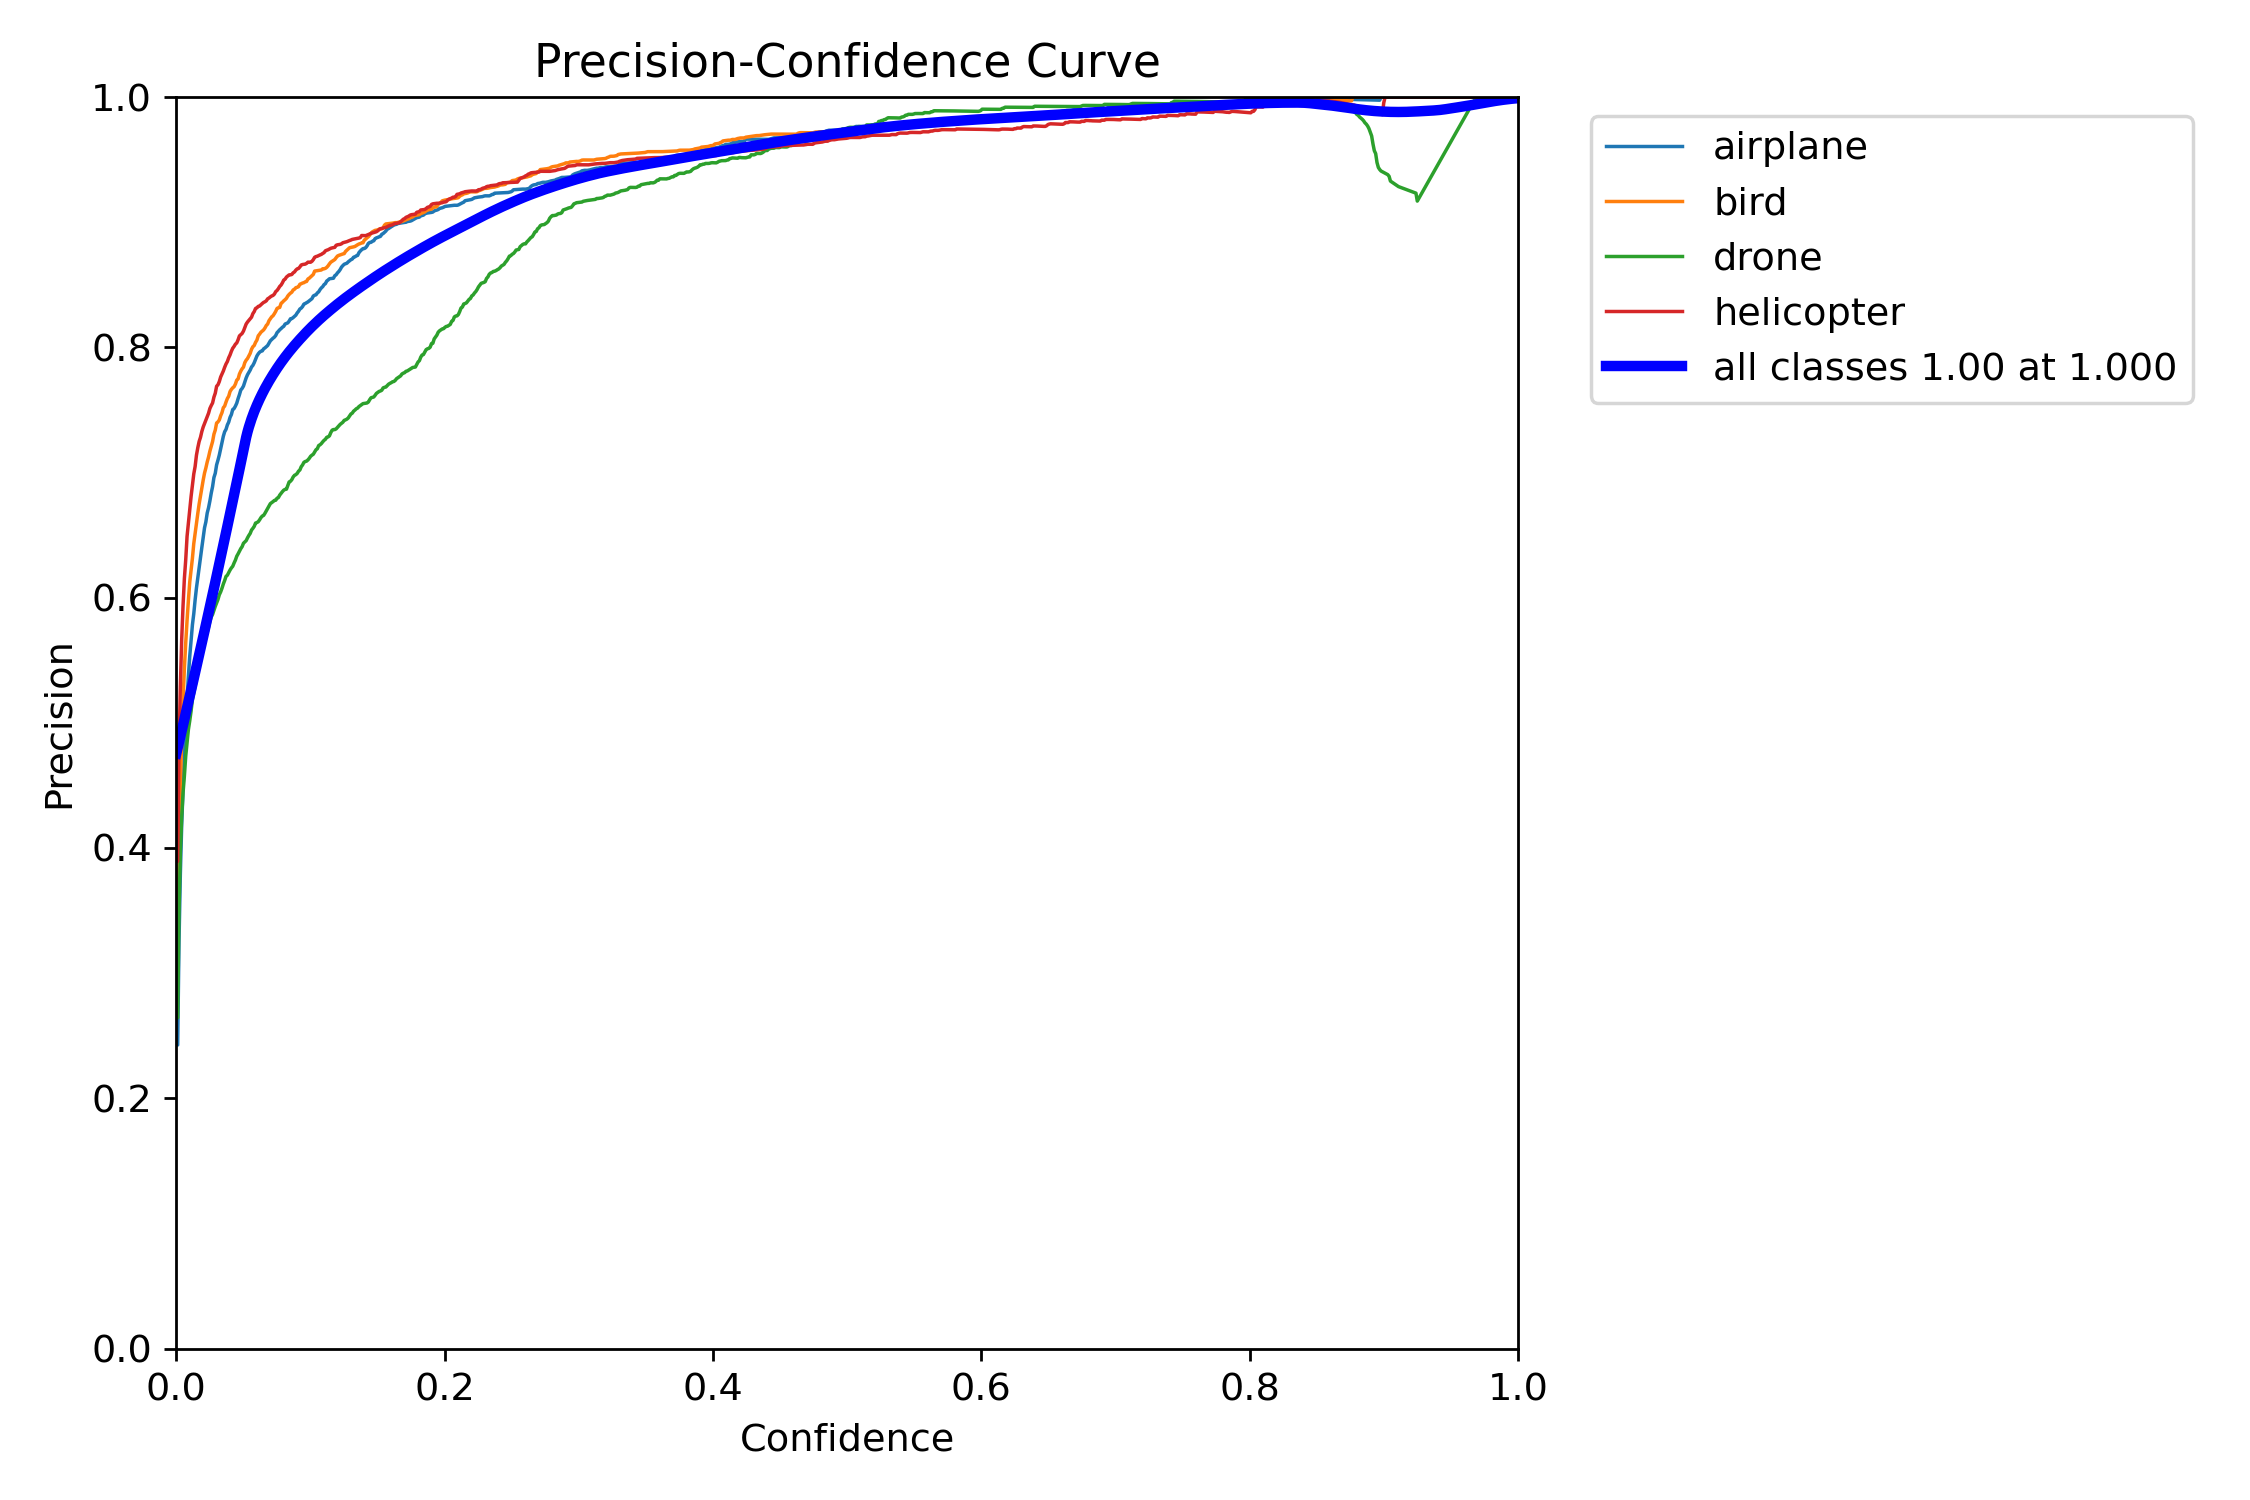 Precision-Confidence Curve
1.0
0.8
0.6
0.4
0.2
0.0
Precision
0.0 0.2 0.4 0.6 0.8 1.0
Confidence
airplane
bird
drone
helicopter
all classes 1.00 at 1.000